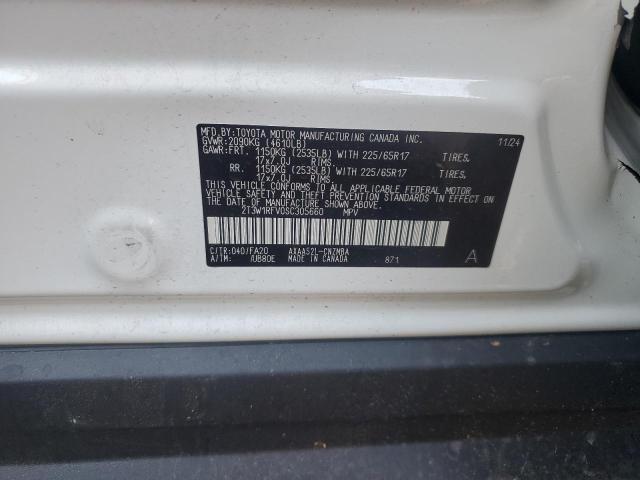 MFD.BY:TOYOTA MOTOR MANUFACTURING CANADA INC.
GVWR:2090KG (4610LB) 11/24
GAWR:FRT. 1150KG (2535LB) WITH 225/65R17 TIRES,
17x7.0J RIMS,
RR. 1150KG (2535LB) WITH 225/65R17 TIRES,
17x7.0J RIMS,
THIS VEHICLE CONFORMS TO ALL APPLICABLE FEDERAL MOTOR
VEHICLE SAFETY AND THEFT PREVENTION STANDARDS IN EFFECT
ON THE DATE OF MANUFACTURE SHOWN ABOVE.
2T3W1RFV0SC305660 MPV
C/TR:040/FA20 AXAA52L-CNZMBA
A/TM: /UB80E MADE IN CANADA 871 A